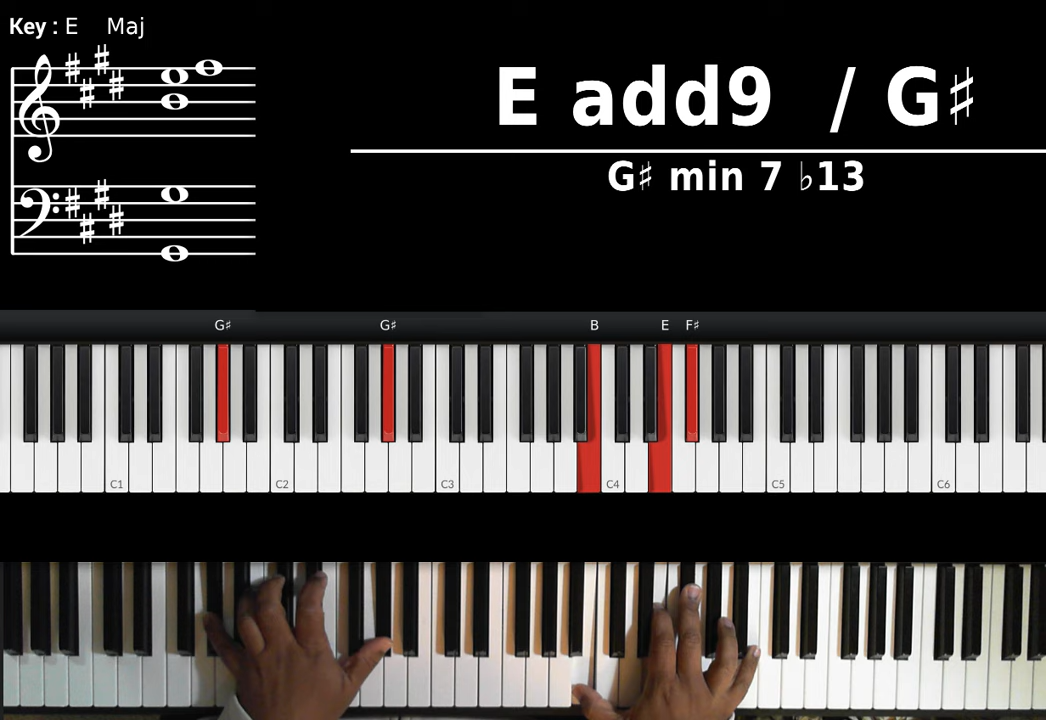 Key : E Maj
E add9 / G♯
G♯ min 7 ♭13
G♯ G♯ B E F♯
C1 C2 C3 C4 C5 C6